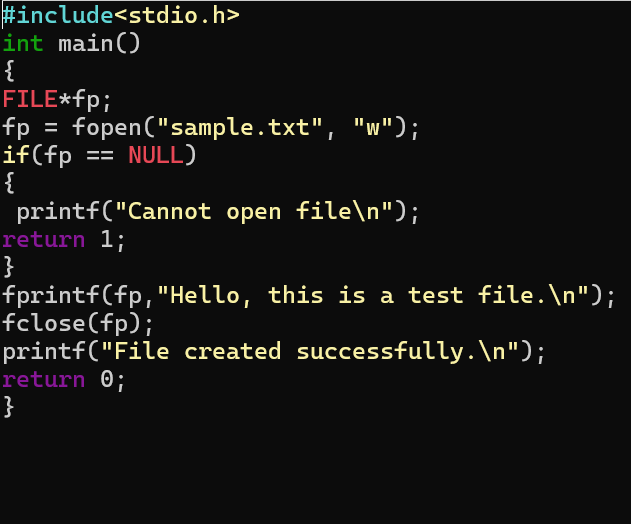 #include<stdio.h>
int main()
{
FILE*fp;
fp = fopen("sample.txt", "w");
if(fp == NULL)
{
 printf("Cannot open file\n");
return 1;
}
fprintf(fp,"Hello, this is a test file.\n");
fclose(fp);
printf("File created successfully.\n");
return 0;
}